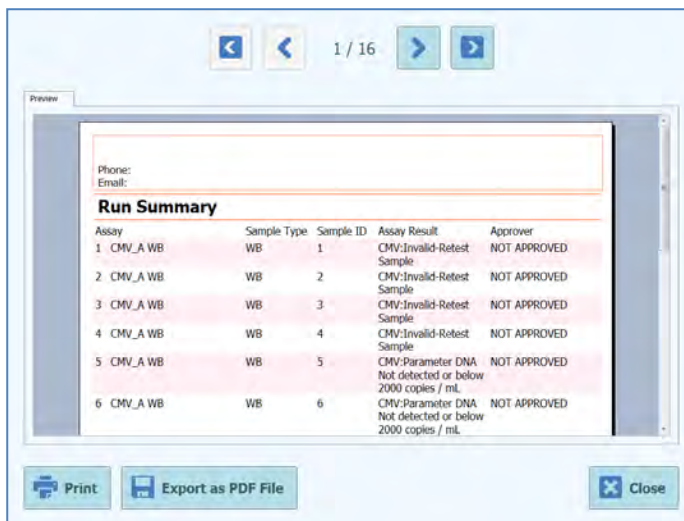 1 / 16
Preview
Phone:
Email:
Run Summary
Assay Sample Type Sample ID Assay Result Approver
1 CMV_A WB WB 1 CMV:Invalid-Retest NOT APPROVED
Sample
2 CMV_A WB WB 2 CMV:Invalid-Retest NOT APPROVED
Sample
3 CMV_A WB WB 3 CMV:Invalid-Retest NOT APPROVED
Sample
4 CMV_A WB WB 4 CMV:Invalid-Retest NOT APPROVED
Sample
5 CMV_A WB WB 5 CMV:Parameter DNA NOT APPROVED
Not detected or below
2000 copies / mL
6 CMV_A WB WB 6 CMV:Parameter DNA NOT APPROVED
Not detected or below
2000 copies / mL
Print Export as PDF File Close